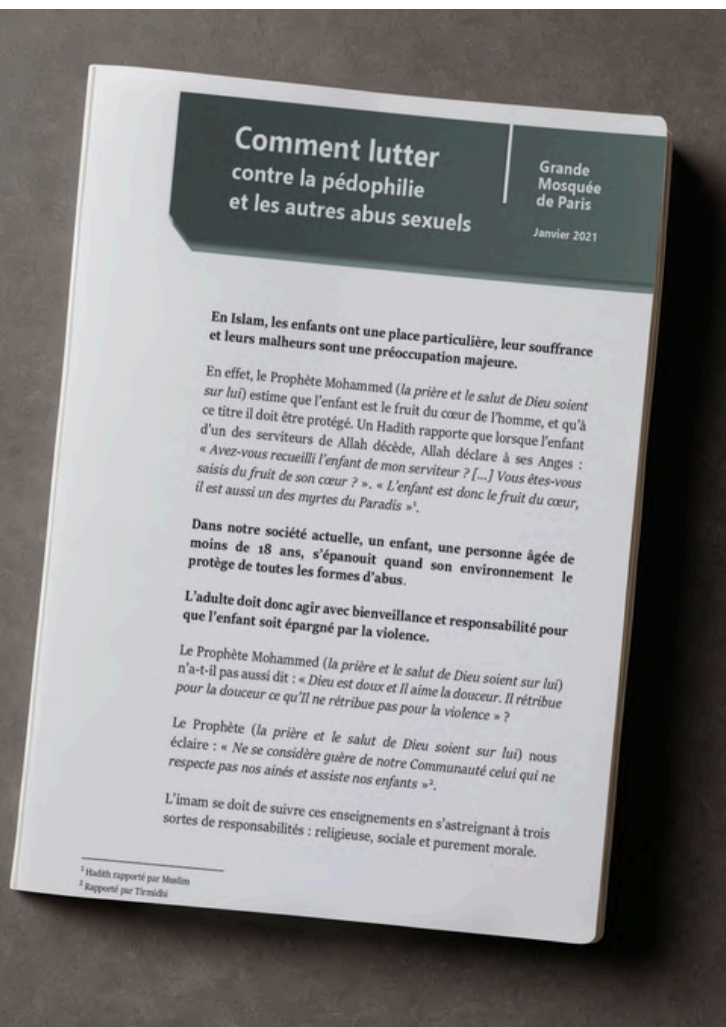 Comment lutter
contre la pédophilie
et les autres abus sexuels
Grande
Mosquée
de Paris
Janvier 2021
En Islam, les enfants ont une place particulière, leur souffrance
et leurs malheurs sont une préoccupation majeure.
En effet, le Prophète Mohammed (la prière et le salut de Dieu soient
sur lui) estime que l'enfant est le fruit du cœur de l'homme, et qu'à
ce titre il doit être protégé. Un Hadith rapporte que lorsque l'enfant
d'un des serviteurs de Allah décède, Allah déclare à ses Anges :
« Avez-vous recueilli l'enfant de mon serviteur ? [...] Vous êtes-vous
saisis du fruit de son cœur ? ». « L'enfant est donc le fruit du cœur,
il est aussi un des myrtes du Paradis »¹.
Dans notre société actuelle, un enfant, une personne âgée de
moins de 18 ans, s'épanouit quand son environnement le
protège de toutes les formes d'abus.
L'adulte doit donc agir avec bienveillance et responsabilité pour
que l'enfant soit épargné par la violence.
Le Prophète Mohammed (la prière et le salut de Dieu soient sur lui)
n'a-t-il pas aussi dit : « Dieu est doux et Il aime la douceur. Il rétribue
pour la douceur ce qu'Il ne rétribue pas pour la violence » ?
Le Prophète (la prière et le salut de Dieu soient sur lui) nous
éclaire : « Ne se considère guère de notre Communauté celui qui ne
respecte pas nos ainés et assiste nos enfants »².
L'imam se doit de suivre ces enseignements en s'astreignant à trois
sortes de responsabilités : religieuse, sociale et purement morale.
¹ Hadith rapporté par Muslim
² Rapporté par Tirmidhi